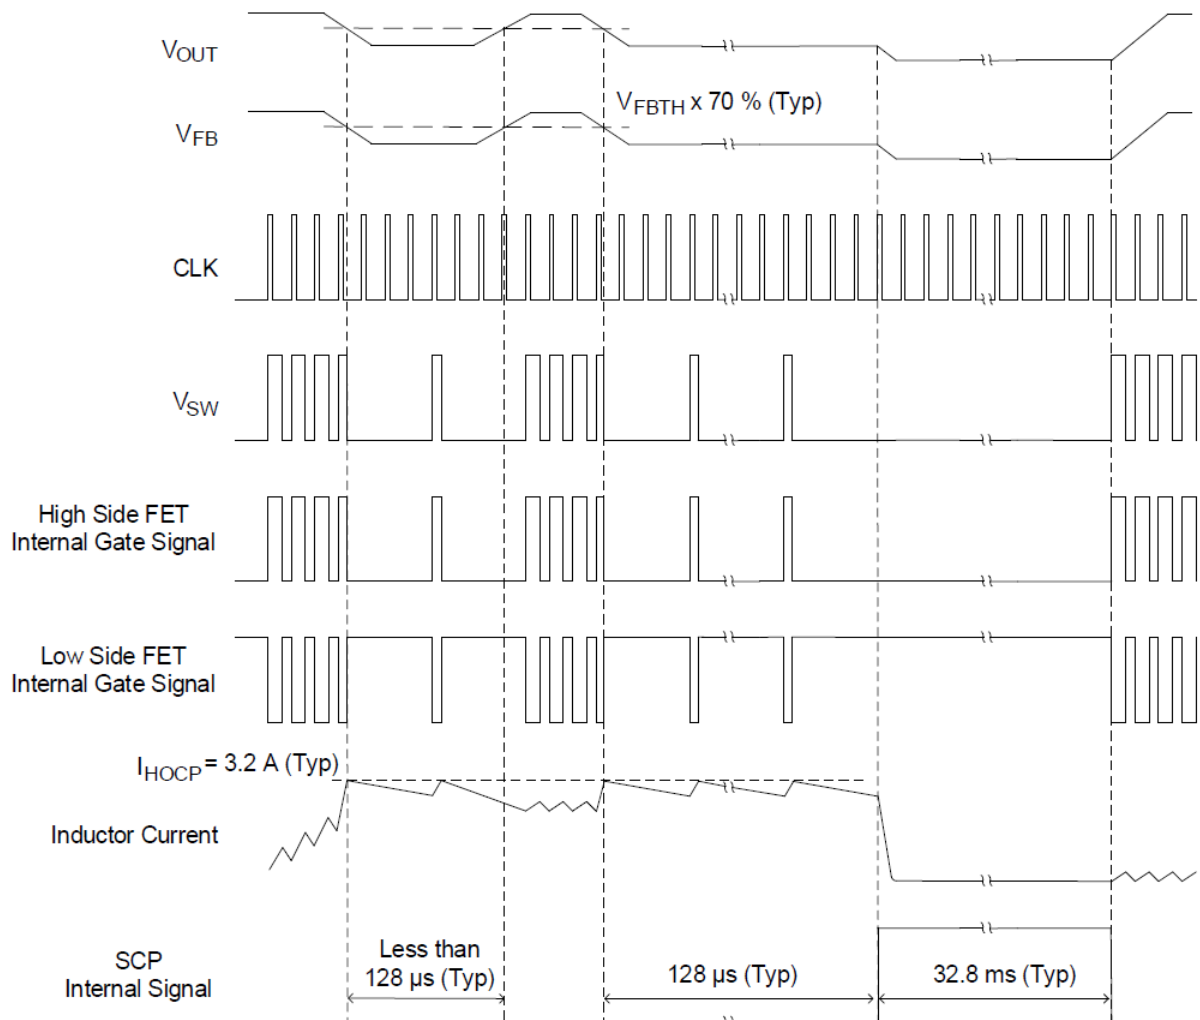 VOUT
VFBTH x 70 % (Typ)
VFB
CLK
VSW
High Side FET
Internal Gate Signal
Low Side FET
Internal Gate Signal
IHOCP = 3.2 A (Typ)
Inductor Current
SCP
Internal Signal
Less than
128 µs (Typ)
128 µs (Typ)
32.8 ms (Typ)